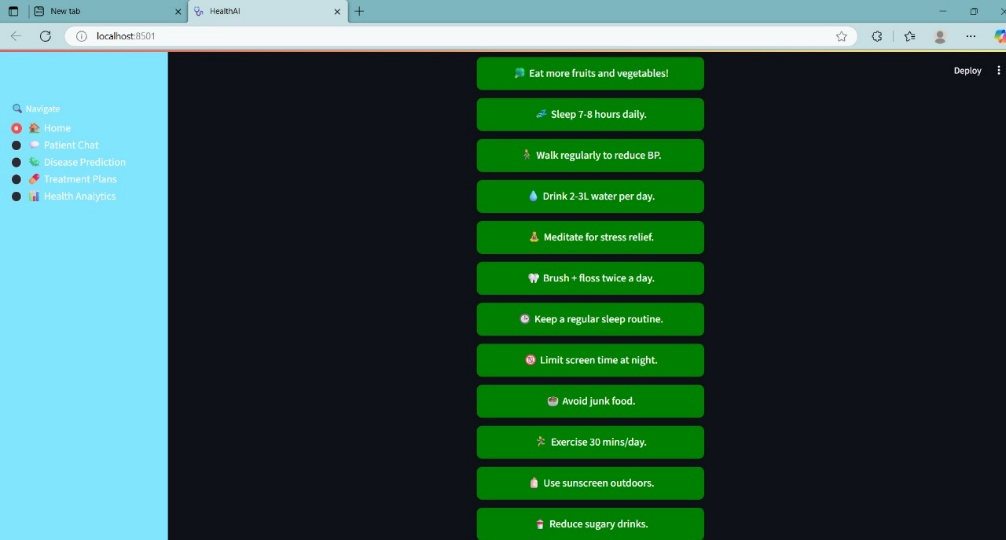 New tab
HealthAI
localhost:8501
Deploy
Navigate
Home
Patient Chat
Disease Prediction
Treatment Plans
Health Analytics
Eat more fruits and vegetables!
Sleep 7-8 hours daily.
Walk regularly to reduce BP.
Drink 2-3L water per day.
Meditate for stress relief.
Brush + floss twice a day.
Keep a regular sleep routine.
Limit screen time at night.
Avoid junk food.
Exercise 30 mins/day.
Use sunscreen outdoors.
Reduce sugary drinks.